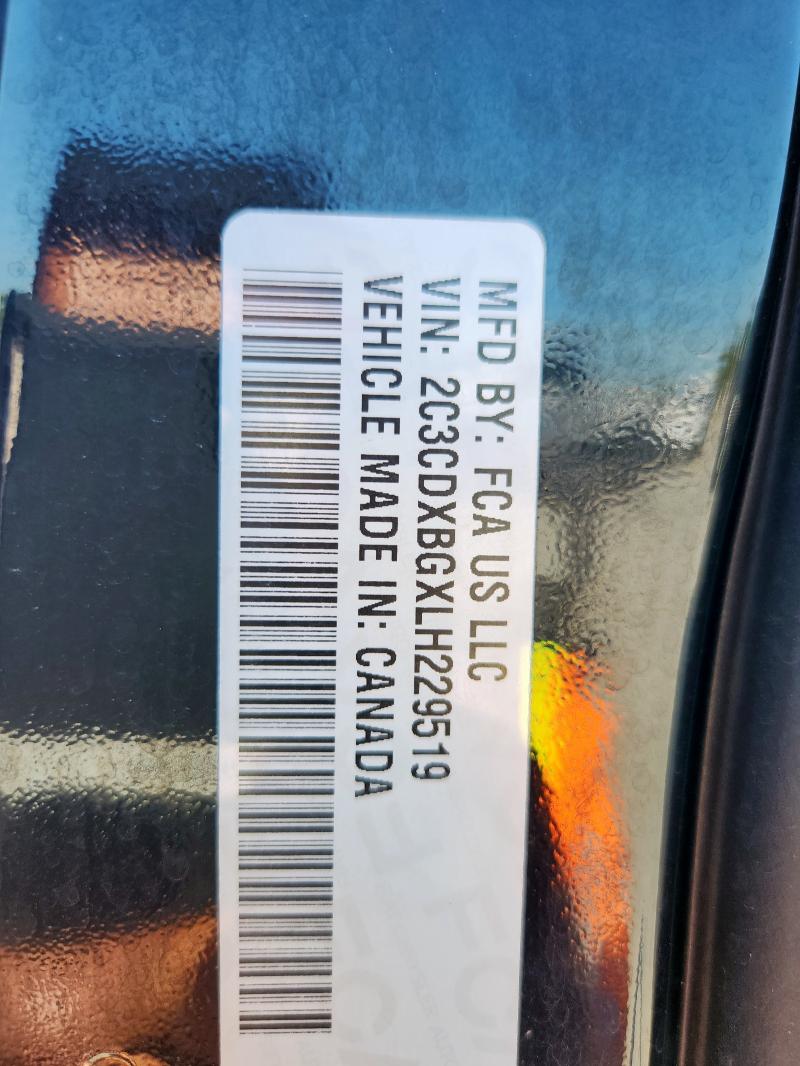 MFD BY: FCA US LLC
VIN: 2C3CDXBGXLH229519
VEHICLE MADE IN: CANADA